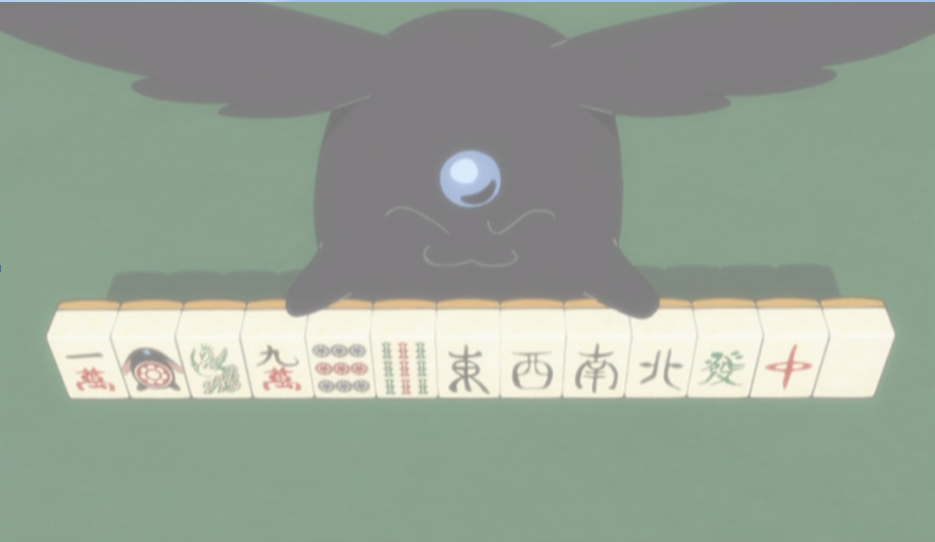 一萬 九萬 東 西 南 北 發 中